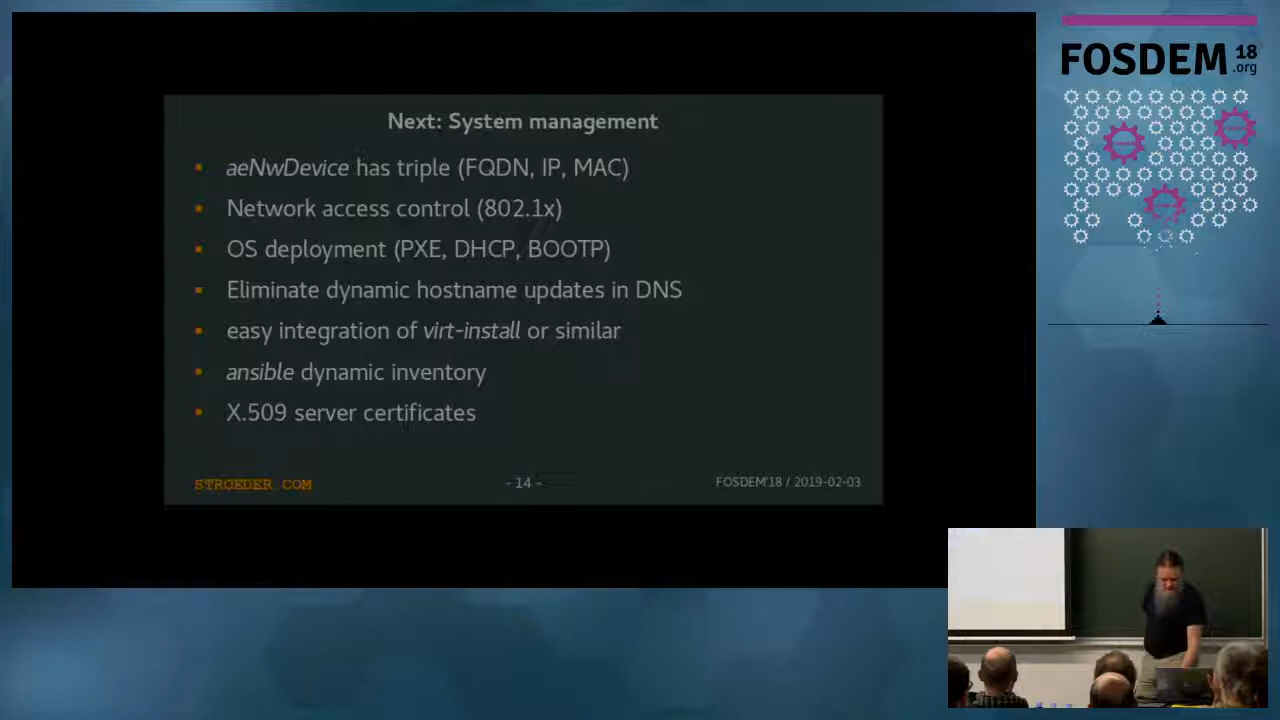 Next: System management
▪ aeNwDevice has triple (FQDN, IP, MAC)
▪ Network access control (802.1x)
▪ OS deployment (PXE, DHCP, BOOTP)
▪ Eliminate dynamic hostname updates in DNS
▪ easy integration of virt-install or similar
▪ ansible dynamic inventory
▪ X.509 server certificates
STROEDER.COM
- 14 -
FOSDEM'18 / 2019-02-03
FOSDEM 18
.org